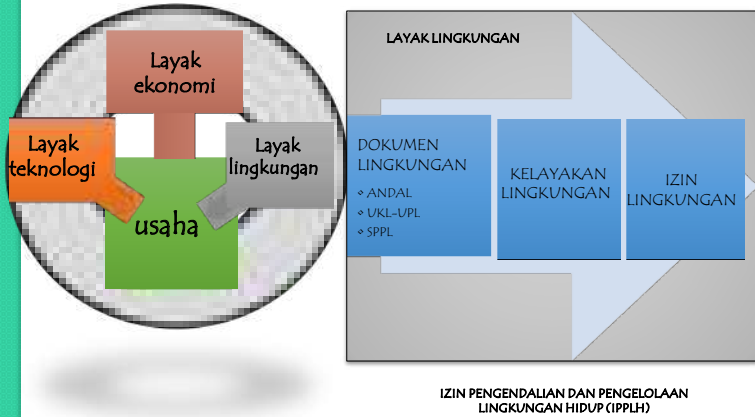 Layak
ekonomi
Layak
teknologi
Layak
lingkungan
usaha
LAYAK LINGKUNGAN
DOKUMEN
LINGKUNGAN
◦ ANDAL
◦ UKL-UPL
◦ SPPL
KELAYAKAN
LINGKUNGAN
IZIN
LINGKUNGAN
IZIN PENGENDALIAN DAN PENGELOLAAN
LINGKUNGAN HIDUP (IPPLH)